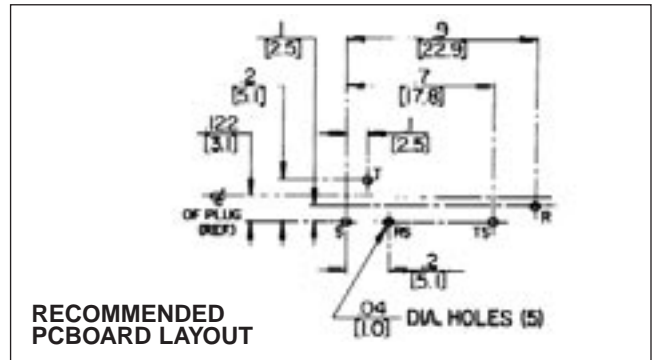 .1
[2.5]
.9
[22.9]
.2
[5.1]
.7
[17.8]
.122
[3.1]
.1
[2.5]
T
℄
OF PLUG
(REF)
S
RS
TS
R
.2
[5.1]
.04
[1.0] DIA. HOLES (5)
RECOMMENDED
PCBOARD LAYOUT